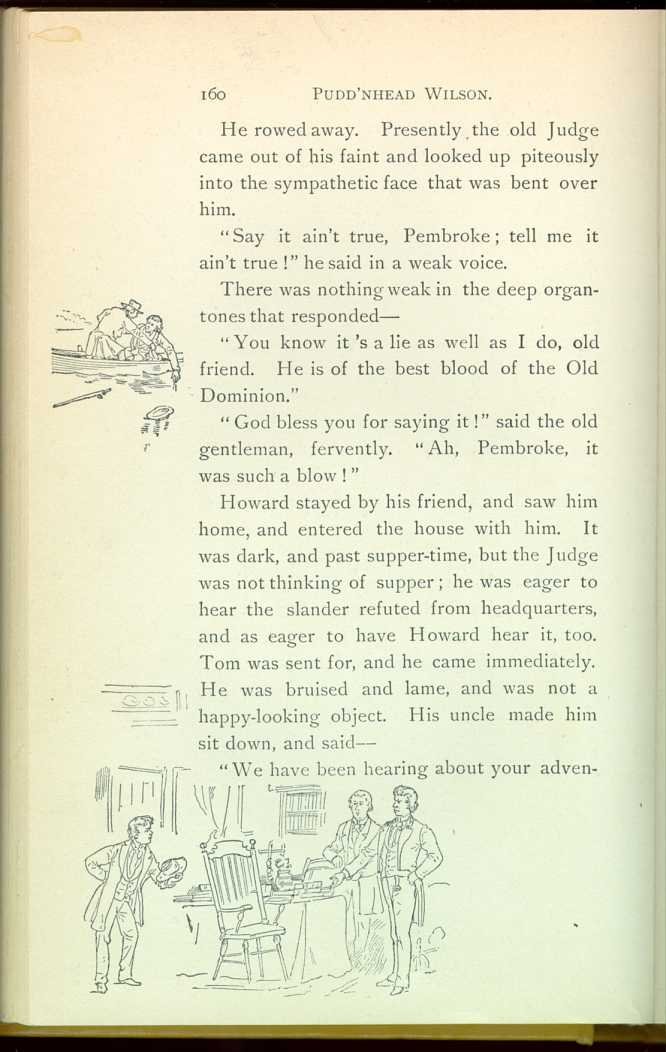 160 PUDD'NHEAD WILSON.
He rowed away. Presently the old Judge
came out of his faint and looked up piteously
into the sympathetic face that was bent over
him.
"Say it ain't true, Pembroke; tell me it
ain't true!" he said in a weak voice.
There was nothing weak in the deep organ-
tones that responded—
"You know it 's a lie as well as I do, old
friend. He is of the best blood of the Old
Dominion."
"God bless you for saying it!" said the old
gentleman, fervently. "Ah, Pembroke, it
was such a blow!"
Howard stayed by his friend, and saw him
home, and entered the house with him. It
was dark, and past supper-time, but the Judge
was not thinking of supper; he was eager to
hear the slander refuted from headquarters,
and as eager to have Howard hear it, too.
Tom was sent for, and he came immediately.
He was bruised and lame, and was not a
happy-looking object. His uncle made him
sit down, and said—
"We have been hearing about your adven-